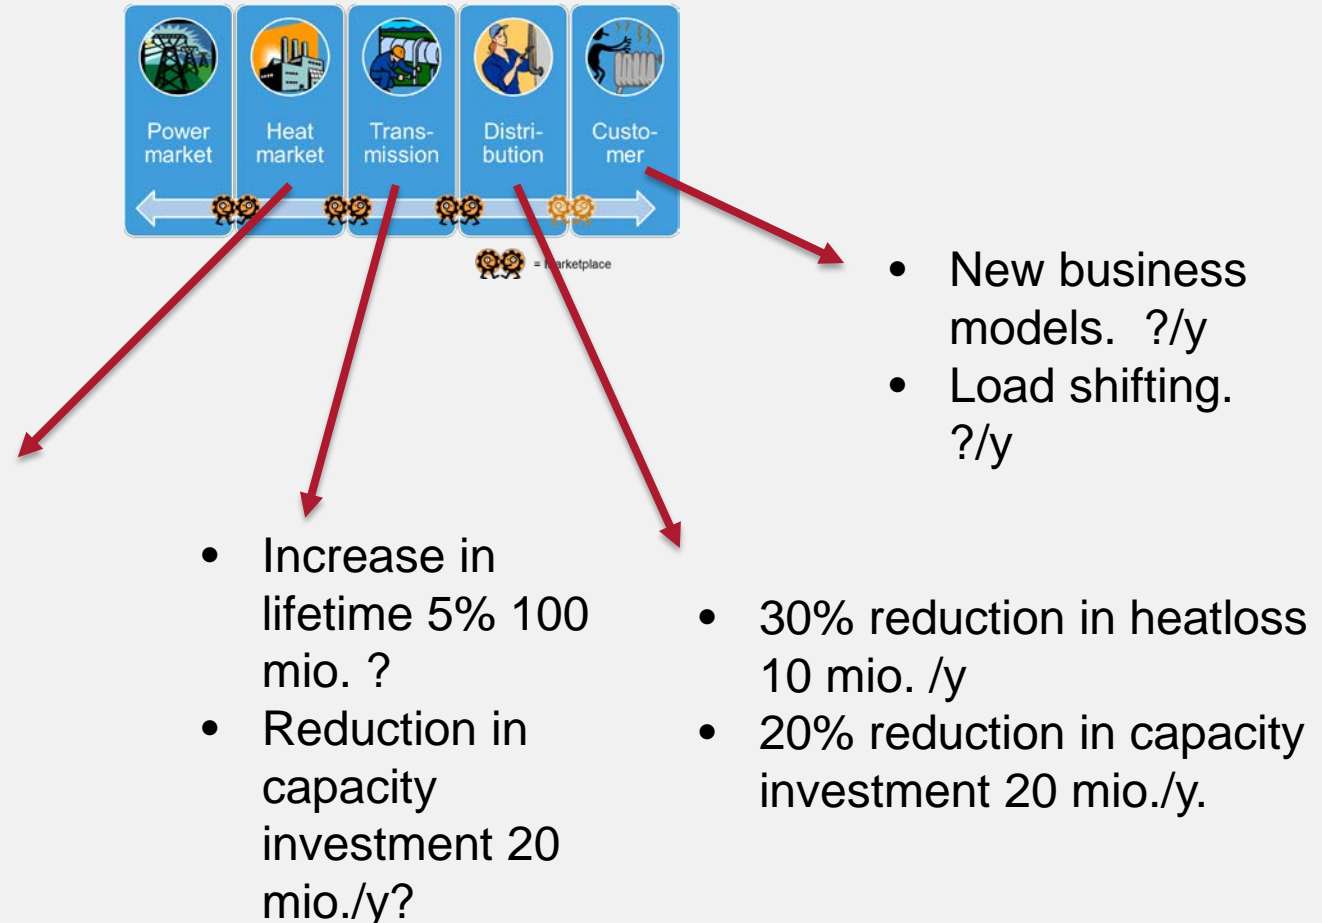 Power
market
Heat
market
Trans-
mission
Distri-
bution
Custo-
mer
= Marketplace
• New business
models. ?/y
• Load shifting.
?/y
• Increase in
lifetime 5% 100
mio. ?
• Reduction in
capacity
investment 20
mio./y?
• 30% reduction in heatloss
10 mio. /y
• 20% reduction in capacity
investment 20 mio./y.